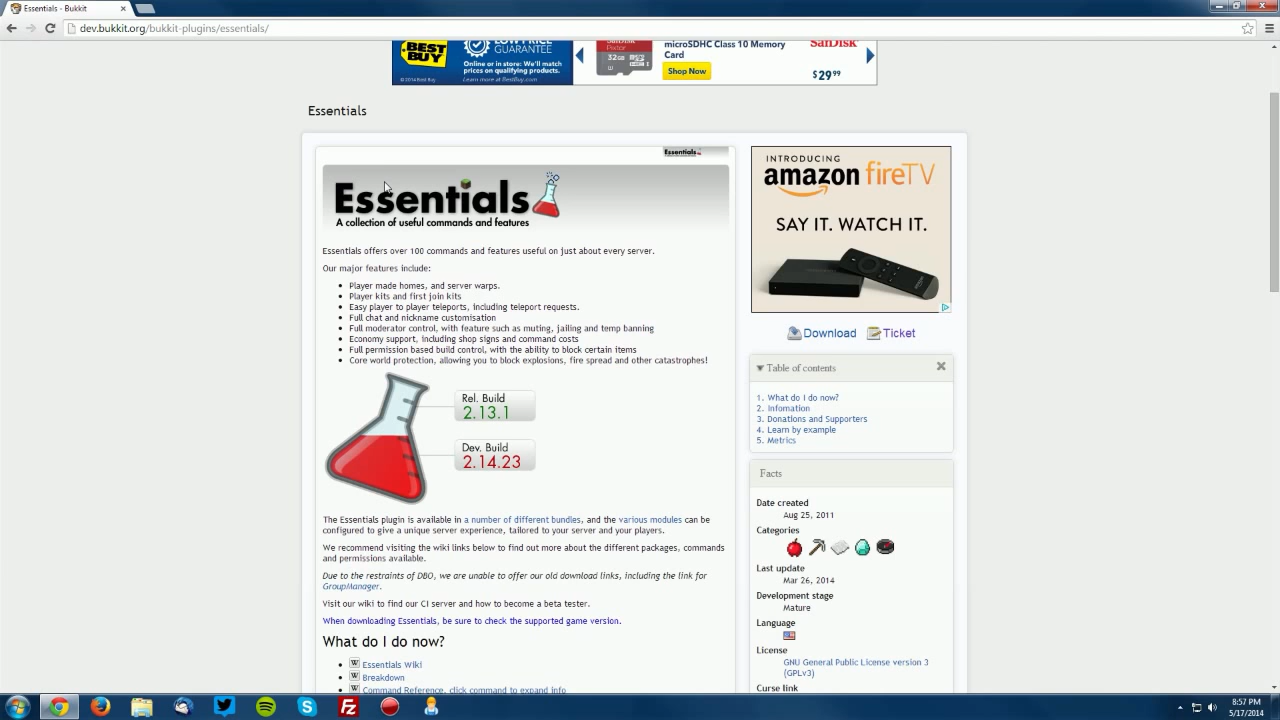 Essentials - Bukkit
dev.bukkit.org/bukkit-plugins/essentials/
BEST
BUY
LOW PRICE
GUARANTEE
Online or in store: We'll match
prices on qualifying products.
©2014 Best Buy
Learn more at BestBuy.com
32GB
microSDHC Class 10 Memory
Card
Shop Now
SanDisk
$29.99
Essentials
Essentials
Essentials
A collection of useful commands and features
Essentials offers over 100 commands and features useful on just about every server.
Our major features include:
Player made homes, and server warps.
Player kits and first join kits
Easy player to player teleports, including teleport requests.
Full chat and nickname customisation
Full moderator control, with feature such as muting, jailing and temp banning
Economy support, including shop signs and command costs
Full permission based build control, with the ability to block certain items
Core world protection, allowing you to block explosions, fire spread and other catastrophes!
Rel. Build
2.13.1
Dev. Build
2.14.23
The Essentials plugin is available in a number of different bundles, and the various modules can be
configured to give a unique server experience, tailored to your server and your players.
We recommend visiting the wiki links below to find out more about the different packages, commands
and permissions available.
Due to the restraints of DBO, we are unable to offer our old download links, including the link for
GroupManager.
Visit our wiki to find our CI server and how to become a beta tester.
When downloading Essentials, be sure to check the supported game version.
What do I do now?
W Essentials Wiki
W Breakdown
W Command Reference, click command to expand info
INTRODUCING
amazon fireTV
SAY IT. WATCH IT.
Download
Ticket
Table of contents
1. What do I do now?
2. Infomation
3. Donations and Supporters
4. Learn by example
5. Metrics
Facts
Date created
Aug 25, 2011
Categories
Last update
Mar 26, 2014
Development stage
Mature
Language
License
GNU General Public License version 3
(GPLv3)
Curse link
8:57 PM
5/17/2014